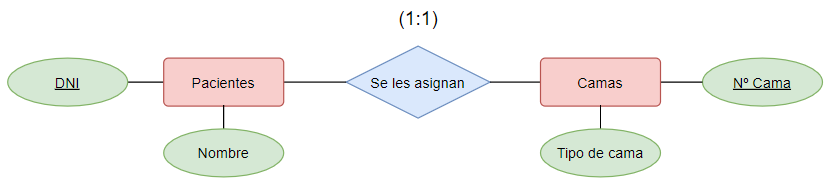 (1:1)
DNI
Pacientes
Se les asignan
Camas
Nº Cama
Nombre
Tipo de cama